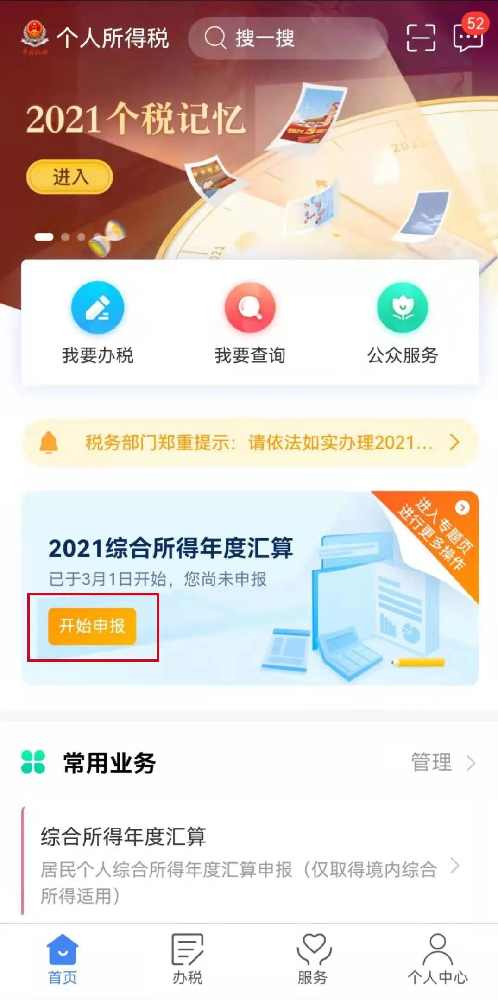 个人所得税
搜一搜
52
2021个税记忆
进入
2021
2021
我要办税
我要查询
公众服务
税务部门郑重提示：请依法如实办理2021...
进入专题页
进行更多操作
2021综合所得年度汇算
已于3月1日开始，您尚未申报
开始申报
常用业务
管理
综合所得年度汇算
居民个人综合所得年度汇算申报（仅取得境内综合
所得适用）
首页
办税
服务
个人中心